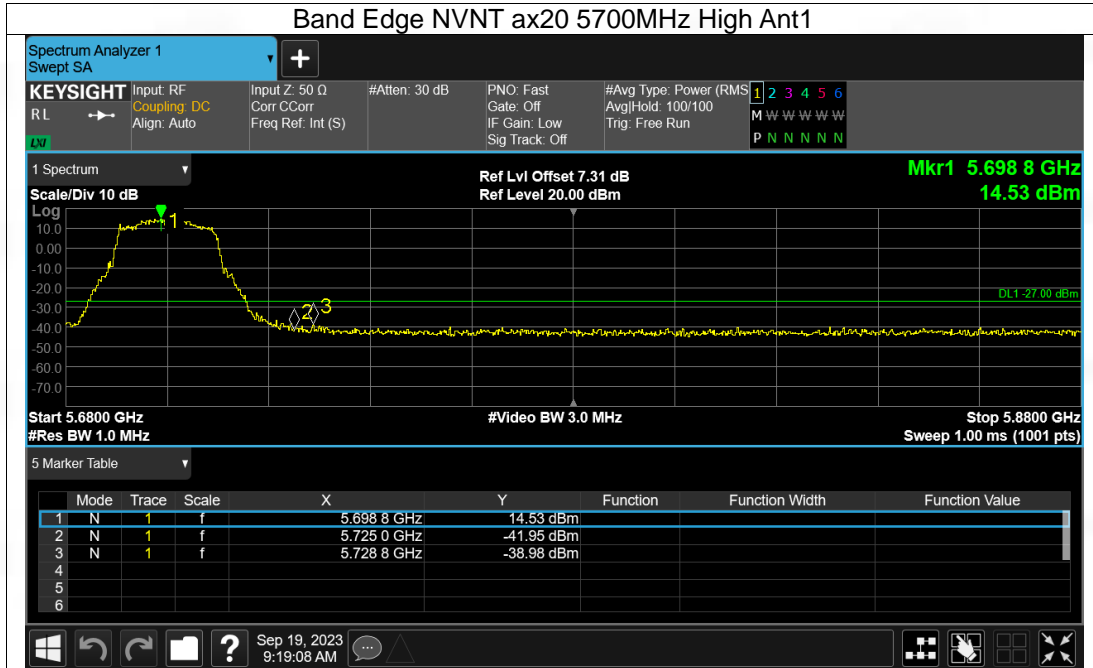 Band Edge NVNT ax20 5700MHz High Ant1
Spectrum Analyzer 1
Swept SA
+
KEYSIGHT
RL
LXI
Input: RF
Coupling: DC
Align: Auto
Input Z: 50 Ω
Corr CCorr
Freq Ref: Int (S)
#Atten: 30 dB
PNO: Fast
Gate: Off
IF Gain: Low
Sig Track: Off
#Avg Type: Power (RMS
Avg|Hold: 100/100
Trig: Free Run
1 2 3 4 5 6
M W W W W W W
P N N N N N N
1 Spectrum
Scale/Div 10 dB
Ref Lvl Offset 7.31 dB
Ref Level 20.00 dBm
Mkr1 5.698 8 GHz
14.53 dBm
Log
10.0
0.00
-10.0
-20.0
-30.0
-40.0
-50.0
-60.0
-70.0
1
2
3
DL1 -27.00 dBm
Start 5.6800 GHz
#Video BW 3.0 MHz
Stop 5.8800 GHz
#Res BW 1.0 MHz
Sweep 1.00 ms (1001 pts)
5 Marker Table
Mode Trace Scale X Y Function Function Width Function Value
1 N 1 f 5.698 8 GHz 14.53 dBm
2 N 1 f 5.725 0 GHz -41.95 dBm
3 N 1 f 5.728 8 GHz -38.98 dBm
4
5
6
?
Sep 19, 2023
9:19:08 AM